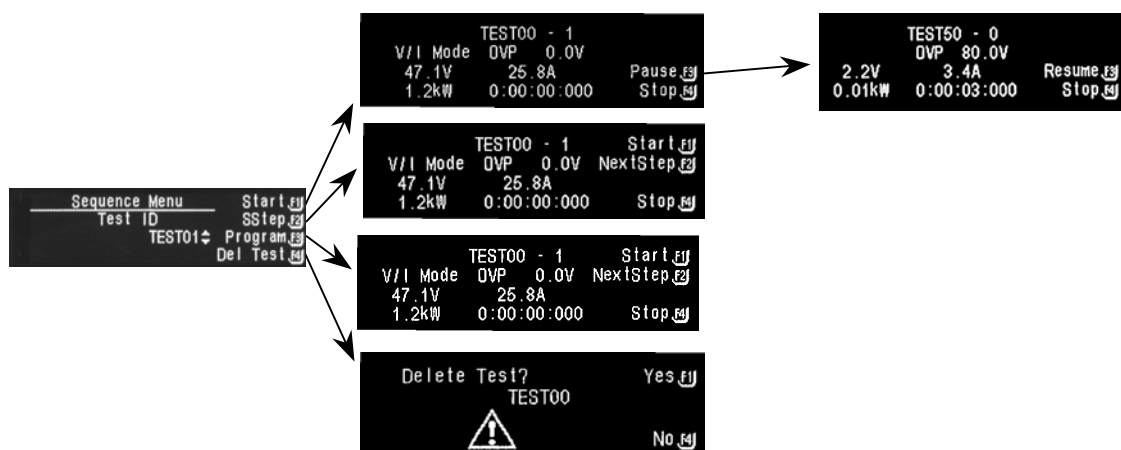 Sequence Menu Start F1
Test ID SStep F2
TEST01 Program F3
Del Test F4
TEST00 - 1
V/I Mode OVP 0.0V
47.1V 25.8A Pause F3
1.2kW 0:00:00:000 Stop F4
TEST50 - 0
OVP 80.0V
2.2V 3.4A Resume F3
0.01kW 0:00:03:000 Stop F4
TEST00 - 1 Start F1
V/I Mode OVP 0.0V NextStep F2
47.1V 25.8A
1.2kW 0:00:00:000 Stop F4
TEST00 - 1 Start F1
V/I Mode OVP 0.0V NextStep F2
47.1V 25.8A
1.2kW 0:00:00:000 Stop F4
Delete Test? Yes F1
TEST00
No F4